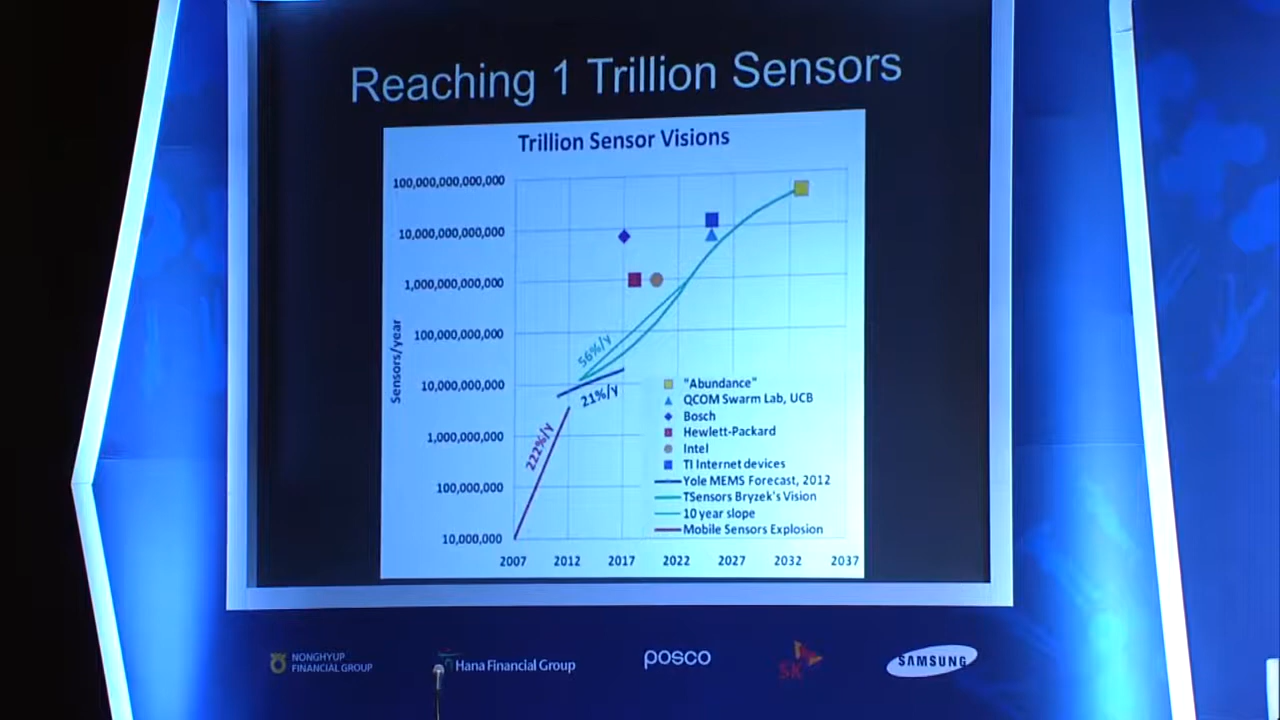 Reaching 1 Trillion Sensors
Trillion Sensor Visions
Sensors/year
100,000,000,000,000
10,000,000,000,000
1,000,000,000,000
100,000,000,000
10,000,000,000
1,000,000,000
100,000,000
10,000,000
56%/y
21%/y
222%/y
"Abundance"
QCOM Swarm Lab, UCB
Bosch
Hewlett-Packard
Intel
TI Internet devices
Yole MEMS Forecast, 2012
TSensors Bryzek's Vision
10 year slope
Mobile Sensors Explosion
2007 2012 2017 2022 2027 2032 2037
NONGHYUP
FINANCIAL GROUP
Hana Financial Group
posco
SK
SAMSUNG